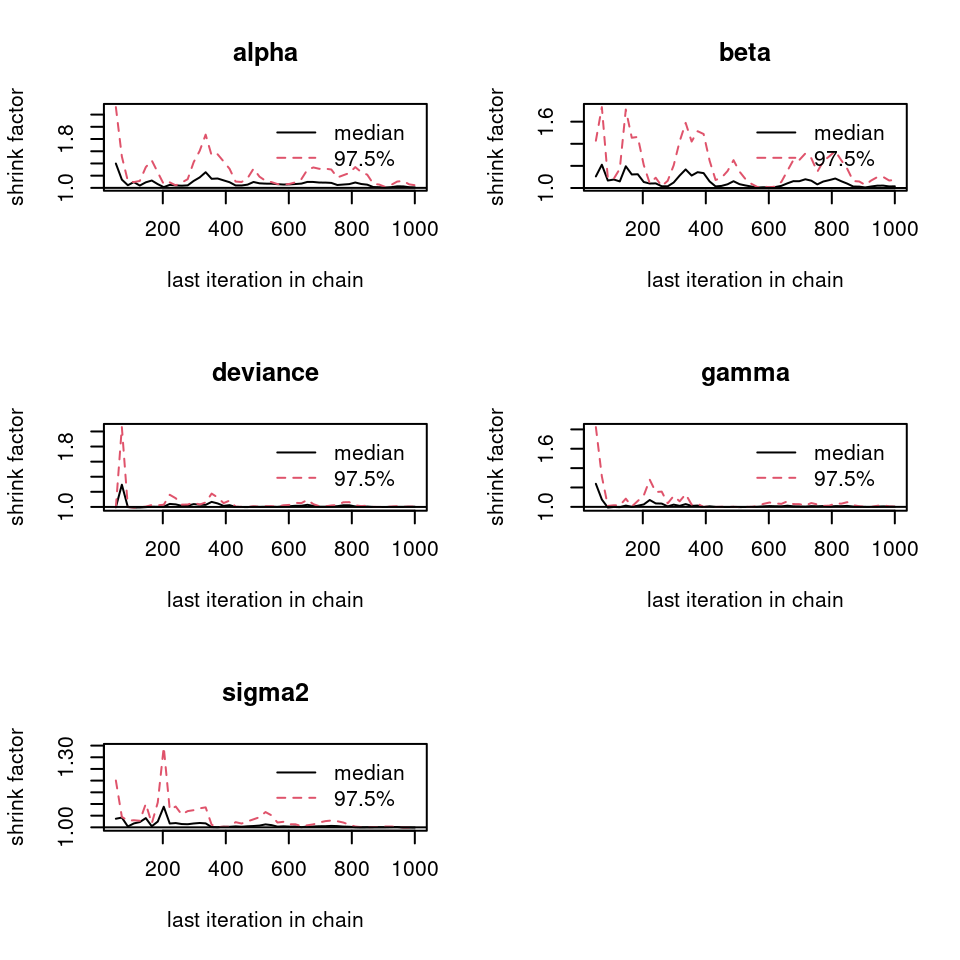 alpha
shrink factor
1.0 1.8
median
97.5%
200 400 600 800 1000
last iteration in chain
beta
shrink factor
1.0 1.6
median
97.5%
200 400 600 800 1000
last iteration in chain
deviance
shrink factor
1.0 1.8
median
97.5%
200 400 600 800 1000
last iteration in chain
gamma
shrink factor
1.0 1.6
median
97.5%
200 400 600 800 1000
last iteration in chain
sigma2
shrink factor
1.00 1.30
median
97.5%
200 400 600 800 1000
last iteration in chain